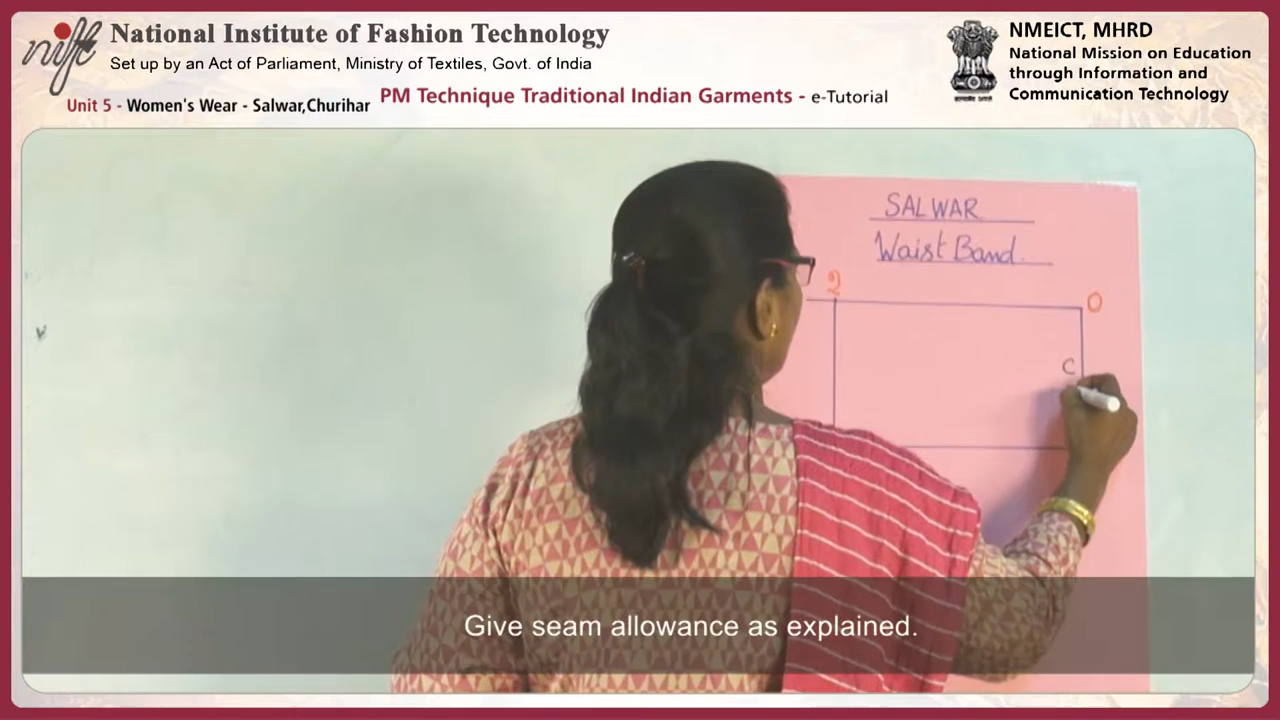 nift
National Institute of Fashion Technology
Set up by an Act of Parliament, Ministry of Textiles, Govt. of India
Unit 5 - Women's Wear - Salwar,Churihar
PM Technique Traditional Indian Garments - e-Tutorial
NMEICT, MHRD
National Mission on Education
through Information and
Communication Technology
SALWAR
Waist Band.
2
0
C
Give seam allowance as explained.